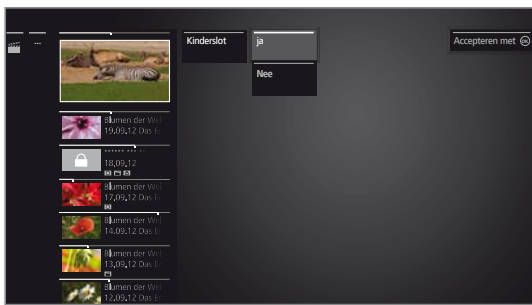 Kinderslot
ja
Nee
Accepteren met OK
...
Blumen der Wel
19.09.12 Das E
****** *** **
18.09.12
Blumen der Wel
17.09.12 Das E
Blumen der Wel
14.09.12 Das E
Blumen der Wel
13.09.12 Das E
Blumen der Wel
12.09.12 Das E